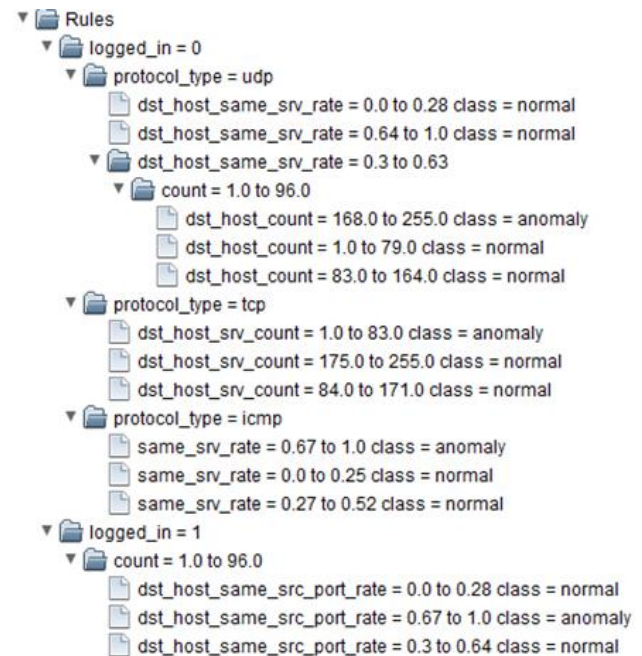 Rules
logged_in = 0
protocol_type = udp
dst_host_same_srv_rate = 0.0 to 0.28 class = normal
dst_host_same_srv_rate = 0.64 to 1.0 class = normal
dst_host_same_srv_rate = 0.3 to 0.63
count = 1.0 to 96.0
dst_host_count = 168.0 to 255.0 class = anomaly
dst_host_count = 1.0 to 79.0 class = normal
dst_host_count = 83.0 to 164.0 class = normal
protocol_type = tcp
dst_host_srv_count = 1.0 to 83.0 class = anomaly
dst_host_srv_count = 175.0 to 255.0 class = normal
dst_host_srv_count = 84.0 to 171.0 class = normal
protocol_type = icmp
same_srv_rate = 0.67 to 1.0 class = anomaly
same_srv_rate = 0.0 to 0.25 class = normal
same_srv_rate = 0.27 to 0.52 class = normal
logged_in = 1
count = 1.0 to 96.0
dst_host_same_src_port_rate = 0.0 to 0.28 class = normal
dst_host_same_src_port_rate = 0.67 to 1.0 class = anomaly
dst_host_same_src_port_rate = 0.3 to 0.64 class = normal